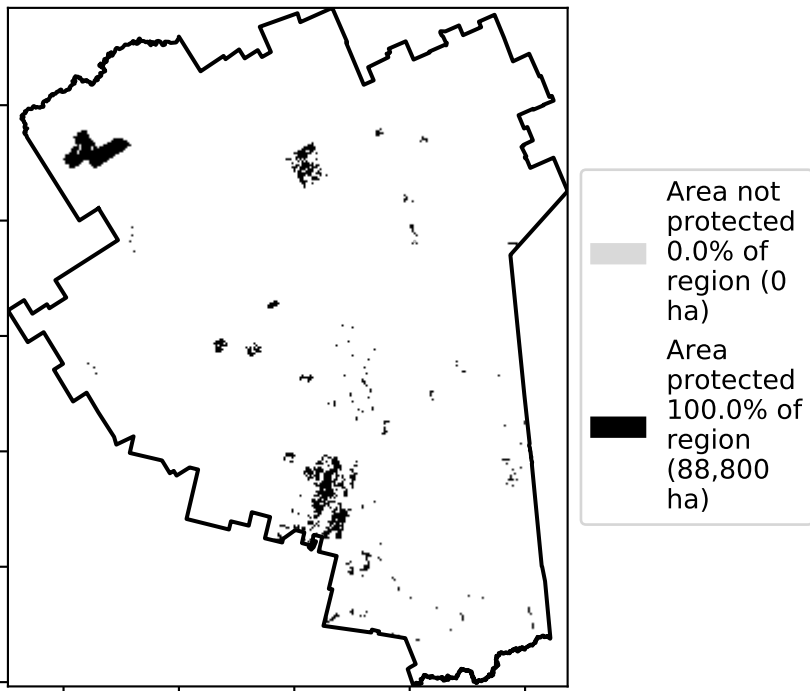 Area not
protected
0.0% of
region (0
ha)
Area
protected
100.0% of
region
(88,800
ha)